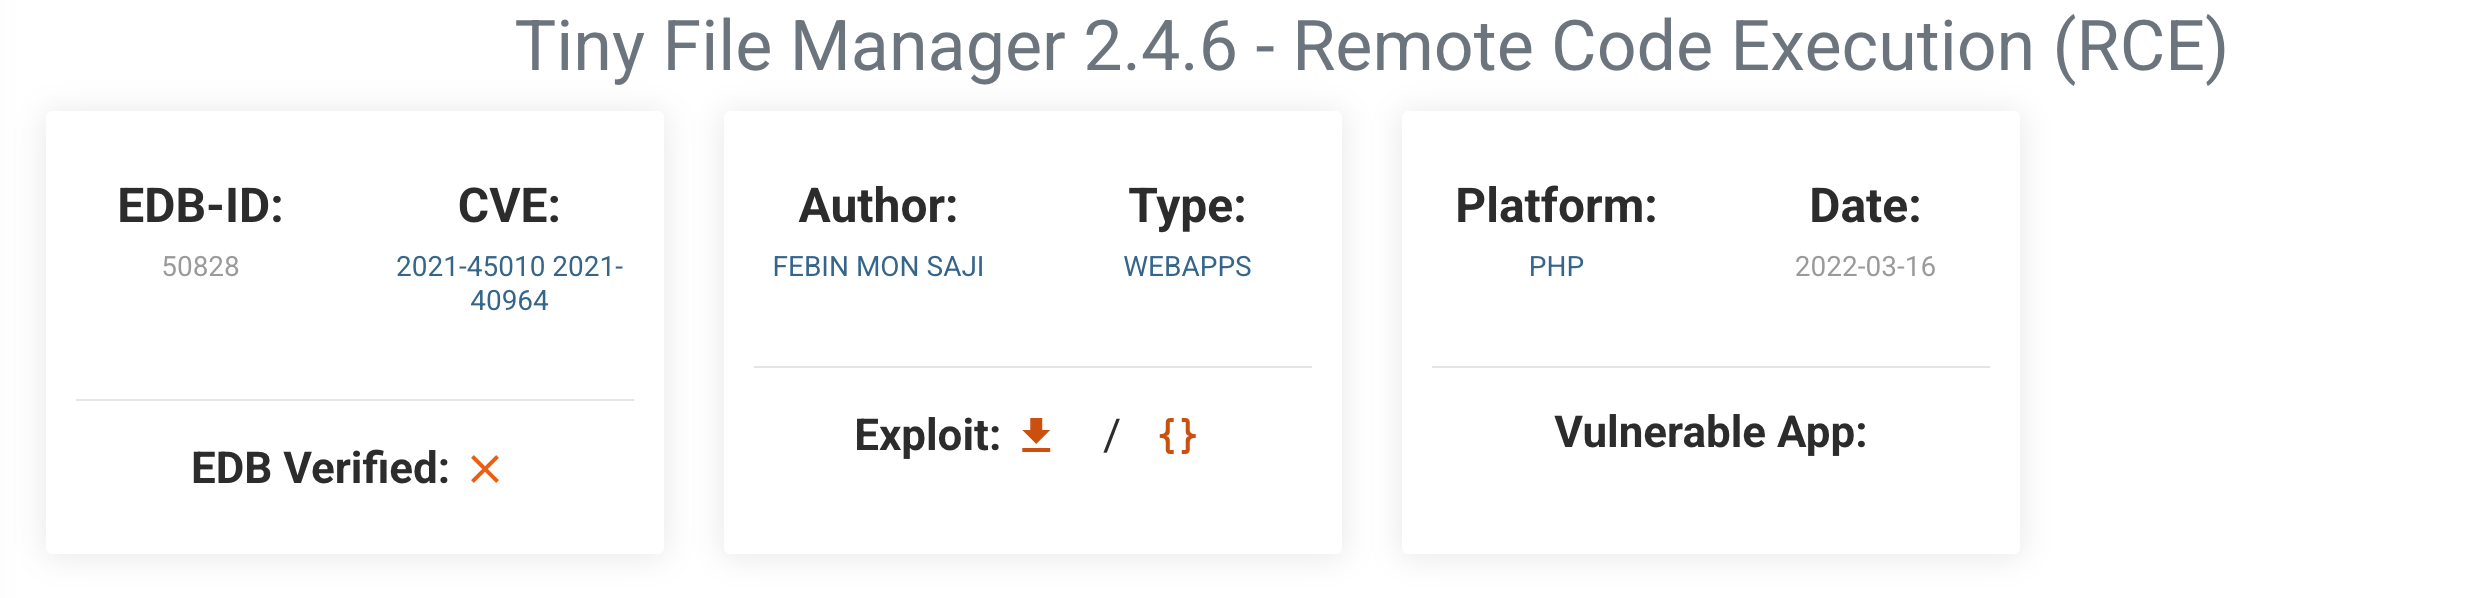 Tiny File Manager 2.4.6 - Remote Code Execution (RCE)
EDB-ID:
50828
CVE:
2021-45010 2021-
40964
EDB Verified:
Author:
FEBIN MON SAJI
Type:
WEBAPPS
Exploit: / {}
Platform:
PHP
Date:
2022-03-16
Vulnerable App: